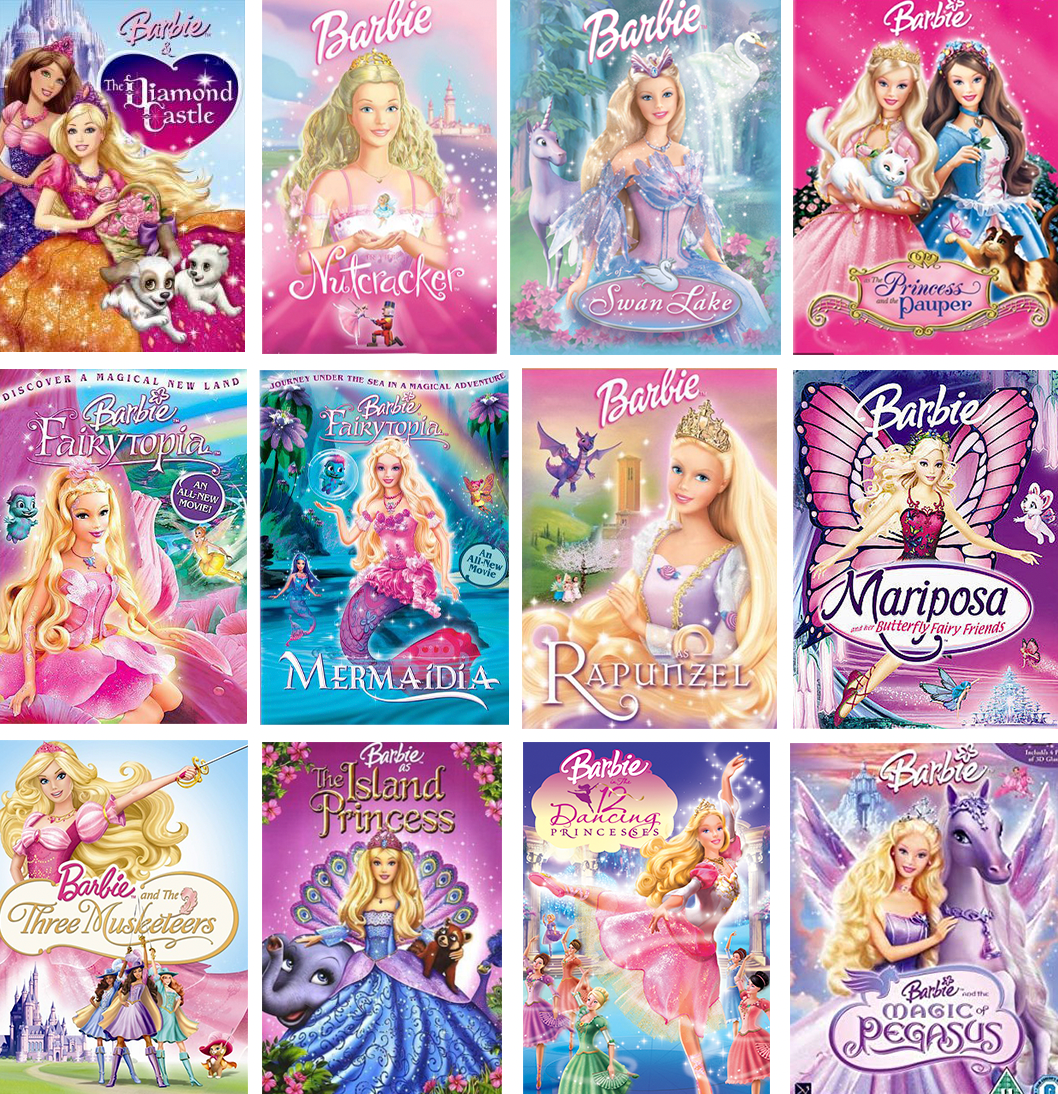 Barbie
&
The Diamond
Castle
Barbie
Nutcracker
Barbie
of
Swan Lake
Barbie
as The
Princess
and the
Pauper
DISCOVER A MAGICAL NEW LAND
Barbie
Fairytopia
AN
ALL-NEW
MOVIE!
JOURNEY UNDER THE SEA IN A MAGICAL ADVENTURE
Barbie
Fairytopia
An
All-New
Movie
MERMAIDIA
Barbie
AS
RAPUNZEL
Barbie
Mariposa
and her Butterfly Fairy Friends
Barbie and The
Three Musketeers
Barbie
as
The Island
Princess
Barbie
in The
12
Dancing
PRINCESSES
Barbie
Barbie and the
MAGIC of
PEGASUS